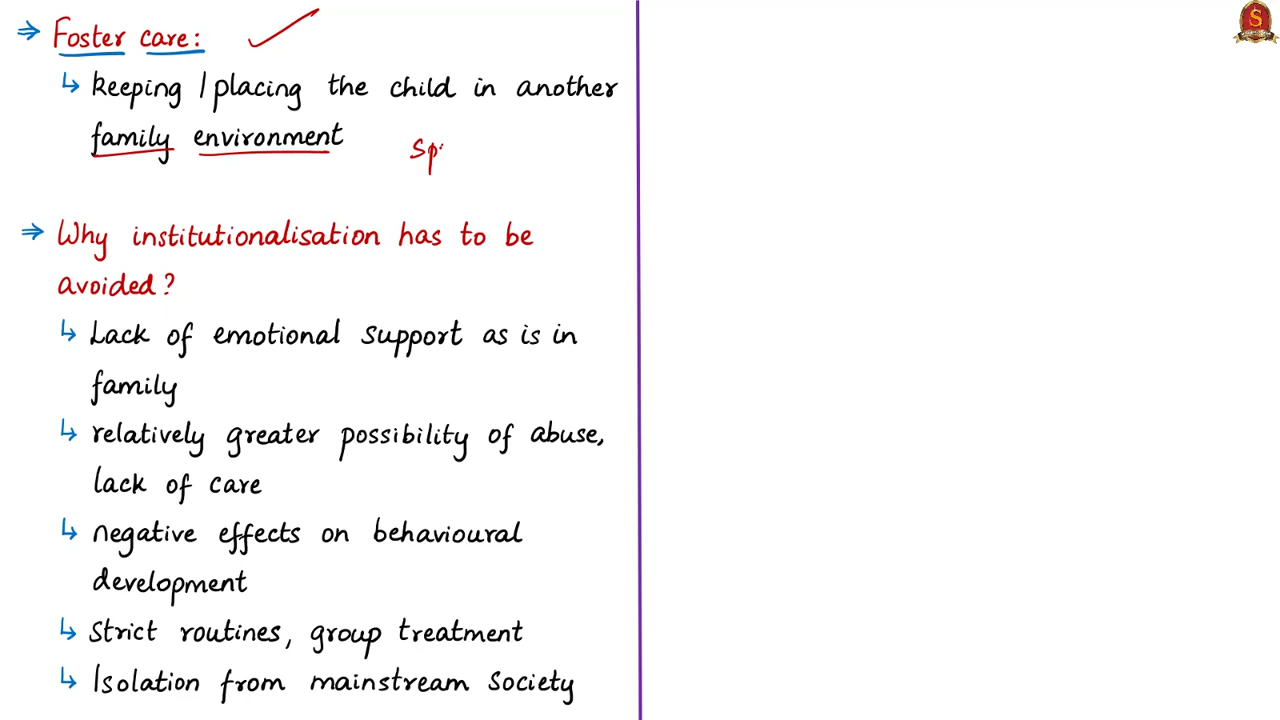 ⇒ Foster care:
↳ keeping / placing the child in another
family environment
Sp
⇒ Why institutionalisation has to be
avoided?
↳ Lack of emotional support as is in
family
↳ relatively greater possibility of abuse,
lack of care
↳ negative effects on behavioural
development
↳ Strict routines, group treatment
↳ Isolation from mainstream society
S